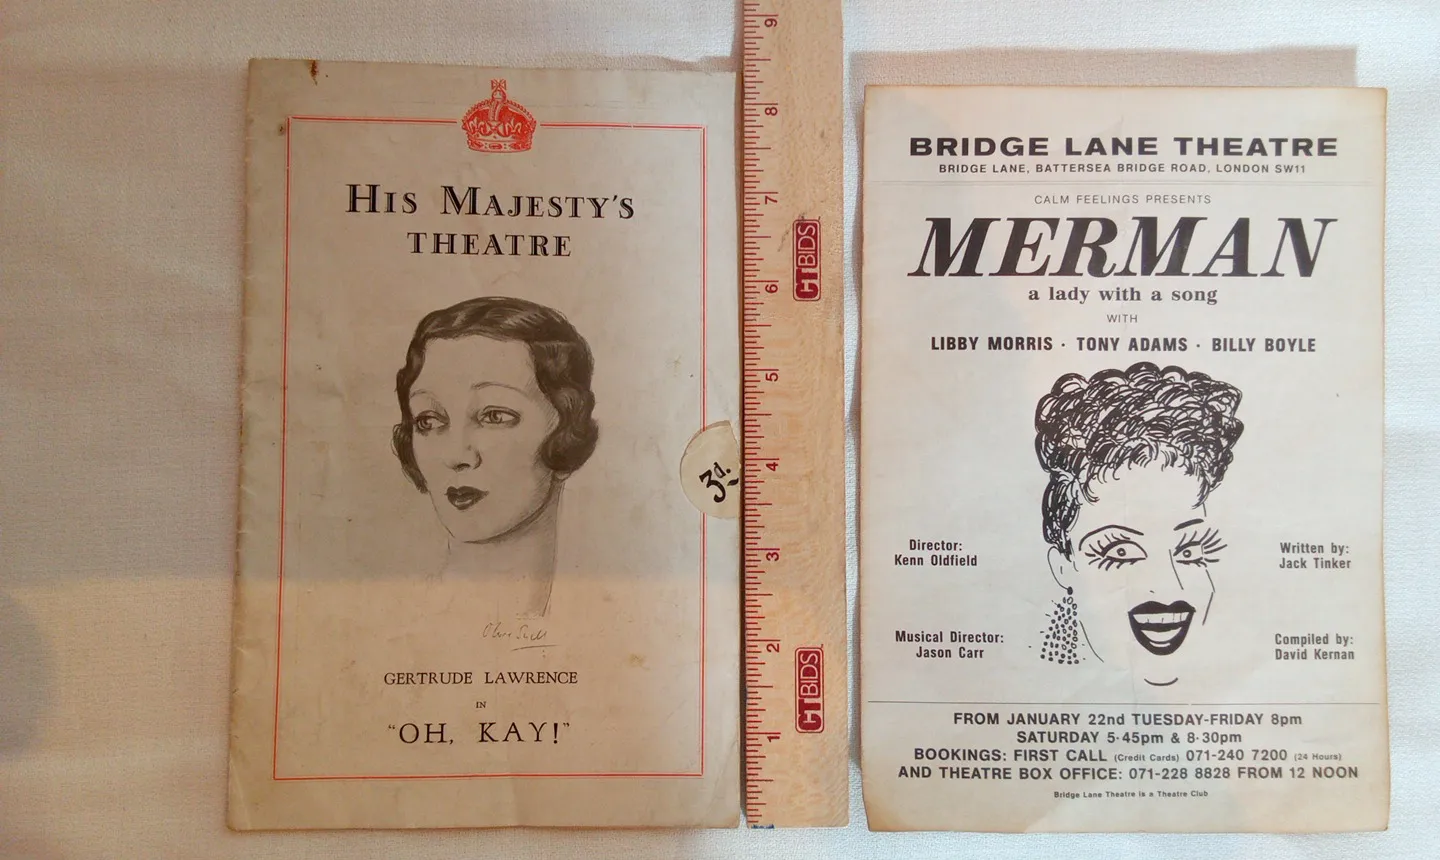 His Majesty's
THEATRE
3d.
GERTRUDE LAWRENCE
IN
"OH, KAY!"
9
8
7
6
5
4
3
2
1
CTBIDS
CTBIDS
BRIDGE LANE THEATRE
BRIDGE LANE, BATTERSEA BRIDGE ROAD, LONDON SW11
CALM FEELINGS PRESENTS
MERMAN
a lady with a song
WITH
LIBBY MORRIS · TONY ADAMS · BILLY BOYLE
Director:
Kenn Oldfield
Written by:
Jack Tinker
Musical Director:
Jason Carr
Compiled by:
David Kernan
FROM JANUARY 22nd TUESDAY-FRIDAY 8pm
SATURDAY 5·45pm & 8·30pm
BOOKINGS: FIRST CALL (Credit Cards) 071-240 7200 (24 Hours)
AND THEATRE BOX OFFICE: 071-228 8828 FROM 12 NOON
Bridge Lane Theatre is a Theatre Club